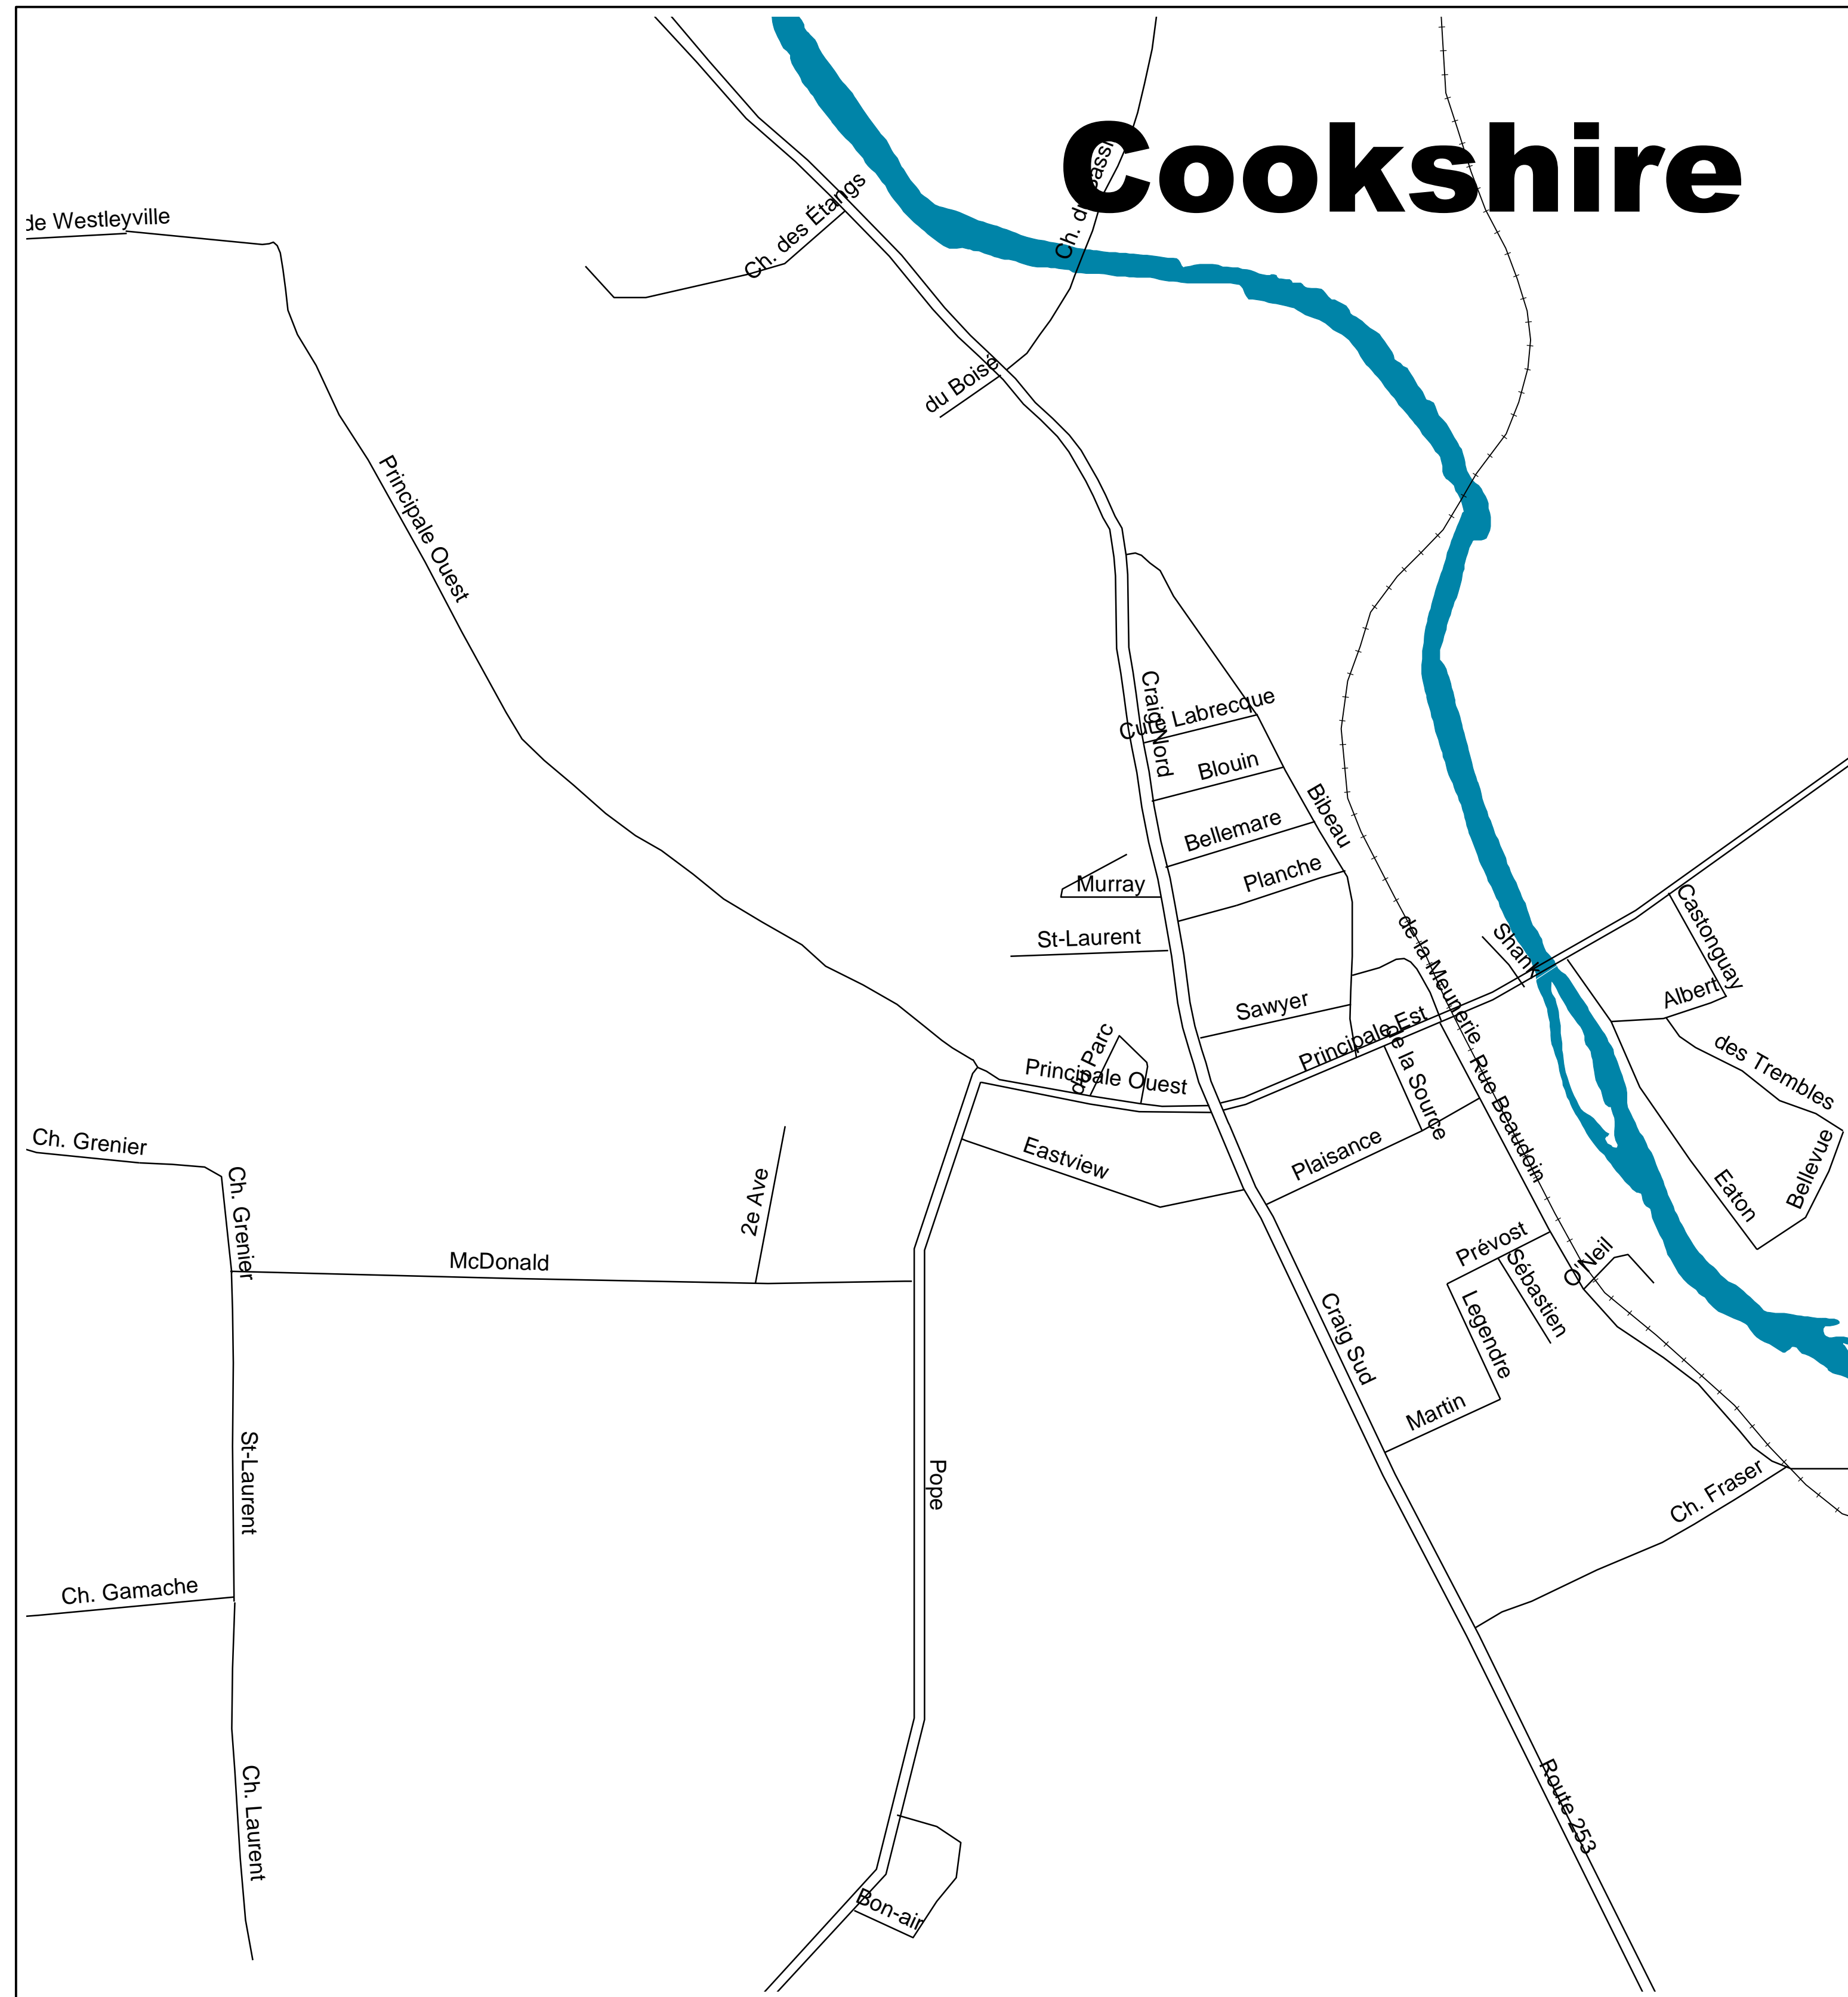 Cookshire
de Westleyville
Ch. des Étangs
du Boisé
Principale Ouest
Craig Nord
Labrecque
Blouin
Bibeau
Bellemare
Planche
Murray
St-Laurent
de la Meunerie
Shank
Castonguay
Albert
Sawyer
Principale Est
du Parc
Principale Ouest
de la Source
Rue Beaudoin
des Trembles
Ch. Grenier
Ch. Grenier
Eastview
Plaisance
2e Ave
Bellevue
Eaton
McDonald
Prévost
Sébastien
O'Neil
Craig Sud
Legendre
Martin
St-Laurent
Pope
Ch. Fraser
Ch. Gamache
Ch. Laurent
Route 253
Bon-air